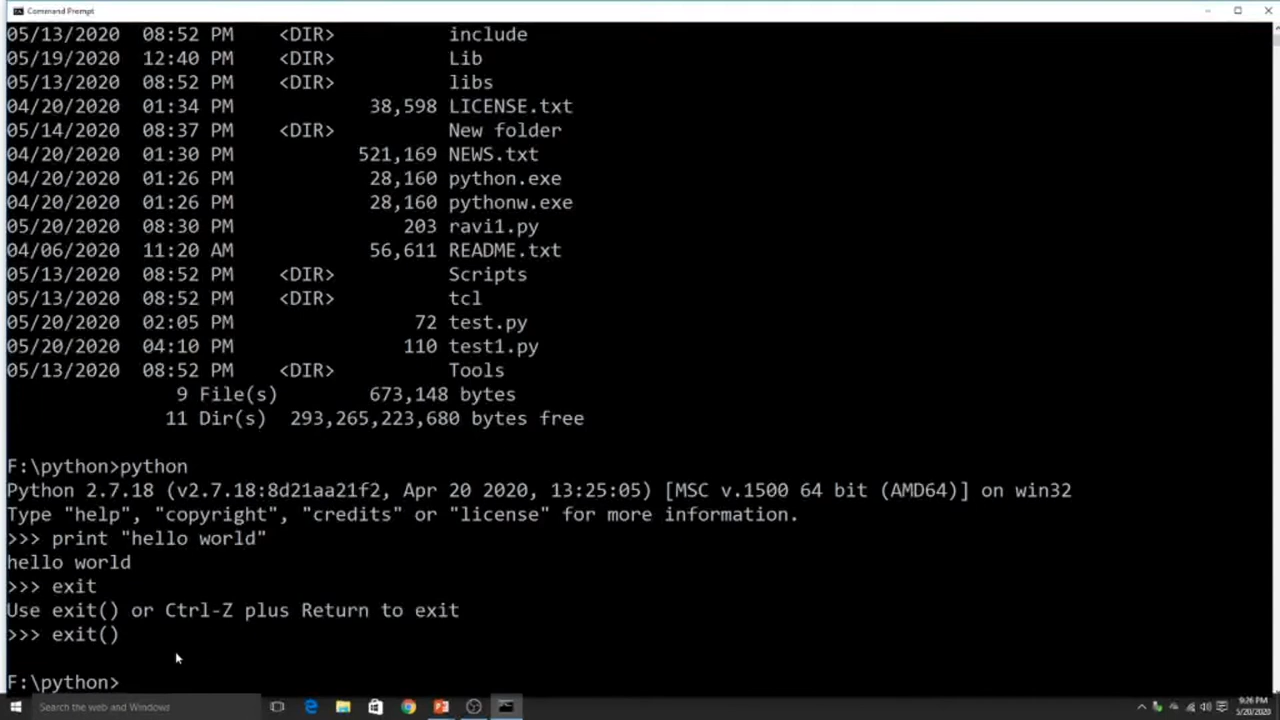 Command Prompt
05/13/2020  08:52 PM    <DIR>          include
05/19/2020  12:40 PM    <DIR>          Lib
05/13/2020  08:52 PM    <DIR>          libs
04/20/2020  01:34 PM            38,598 LICENSE.txt
05/14/2020  08:37 PM    <DIR>          New folder
04/20/2020  01:30 PM           521,169 NEWS.txt
04/20/2020  01:26 PM            28,160 python.exe
04/20/2020  01:26 PM            28,160 pythonw.exe
05/20/2020  08:30 PM               203 ravi1.py
04/06/2020  11:20 AM            56,611 README.txt
05/13/2020  08:52 PM    <DIR>          Scripts
05/13/2020  08:52 PM    <DIR>          tcl
05/20/2020  02:05 PM                72 test.py
05/20/2020  04:10 PM               110 test1.py
05/13/2020  08:52 PM    <DIR>          Tools
               9 File(s)        673,148 bytes
              11 Dir(s)  293,265,223,680 bytes free
F:\python>python
Python 2.7.18 (v2.7.18:8d21aa21f2, Apr 20 2020, 13:25:05) [MSC v.1500 64 bit (AMD64)] on win32
Type "help", "copyright", "credits" or "license" for more information.
>>> print "hello world"
hello world
>>> exit
Use exit() or Ctrl-Z plus Return to exit
>>> exit()
F:\python>
Search the web and Windows
9:26 PM
5/20/2020